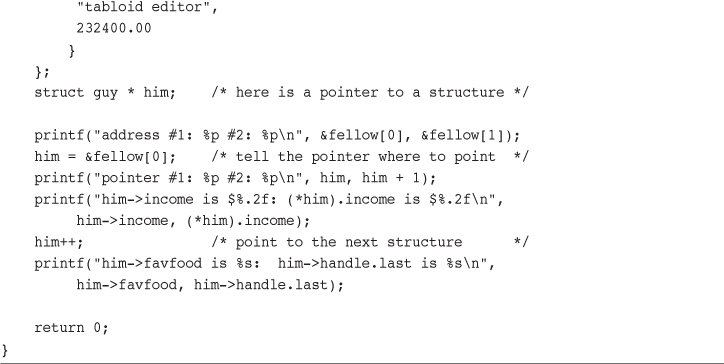 "tabloid editor",
232400.00
}
};
struct guy * him;    /* here is a pointer to a structure */
printf("address #1: %p #2: %p\n", &fellow[0], &fellow[1]);
him = &fellow[0];    /* tell the pointer where to point  */
printf("pointer #1: %p #2: %p\n", him, him + 1);
printf("him->income is $%.2f: (*him).income is $%.2f\n",
him->income, (*him).income);
him++;               /* point to the next structure      */
printf("him->favfood is %s:  him->handle.last is %s\n",
him->favfood, him->handle.last);
return 0;
}